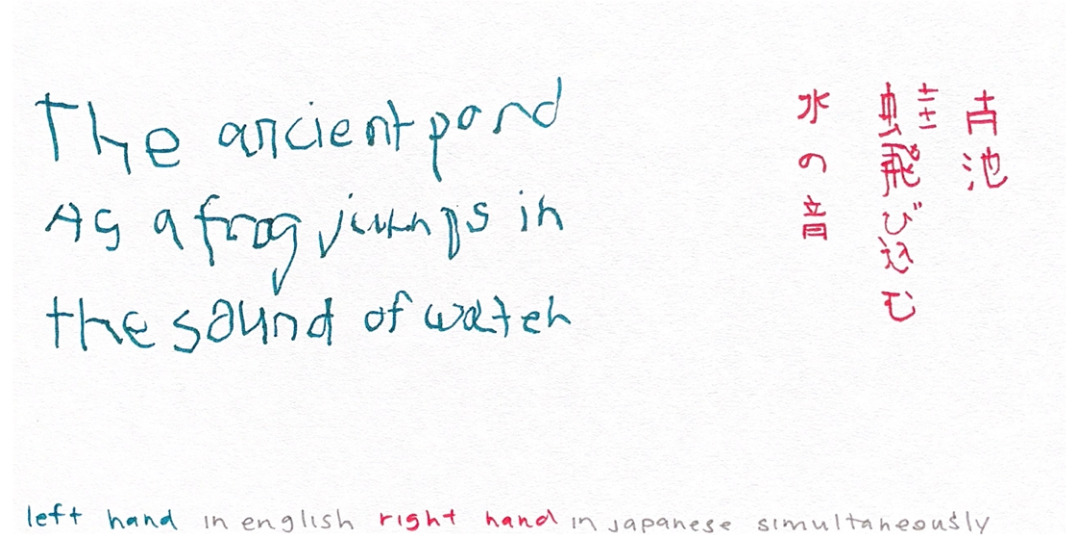 The ancient pond
As a frog jumps in
the sound of water
古池
蛙飛び込む
水の音
left hand in english right hand in japanese simultaneously